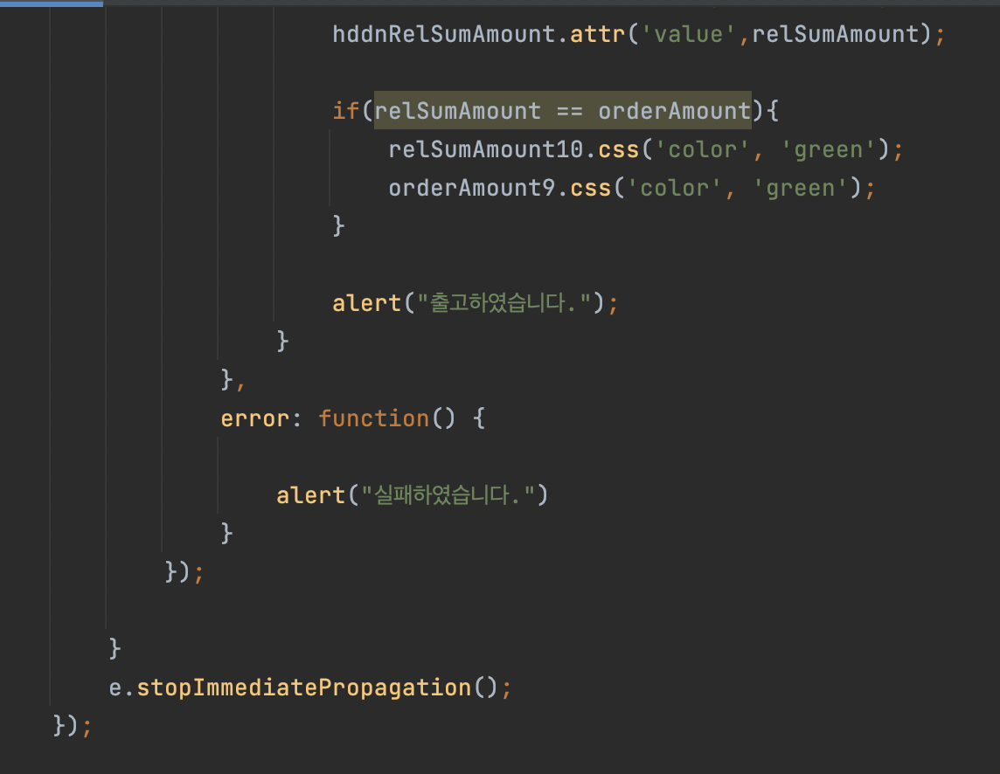 hddnRelSumAmount.attr('value',relSumAmount);
if(relSumAmount == orderAmount){
relSumAmount10.css('color', 'green');
orderAmount9.css('color', 'green');
}
alert("출고하였습니다.");
}
},
error: function() {
alert("실패하였습니다.")
}
});
}
e.stopImmediatePropagation();
});